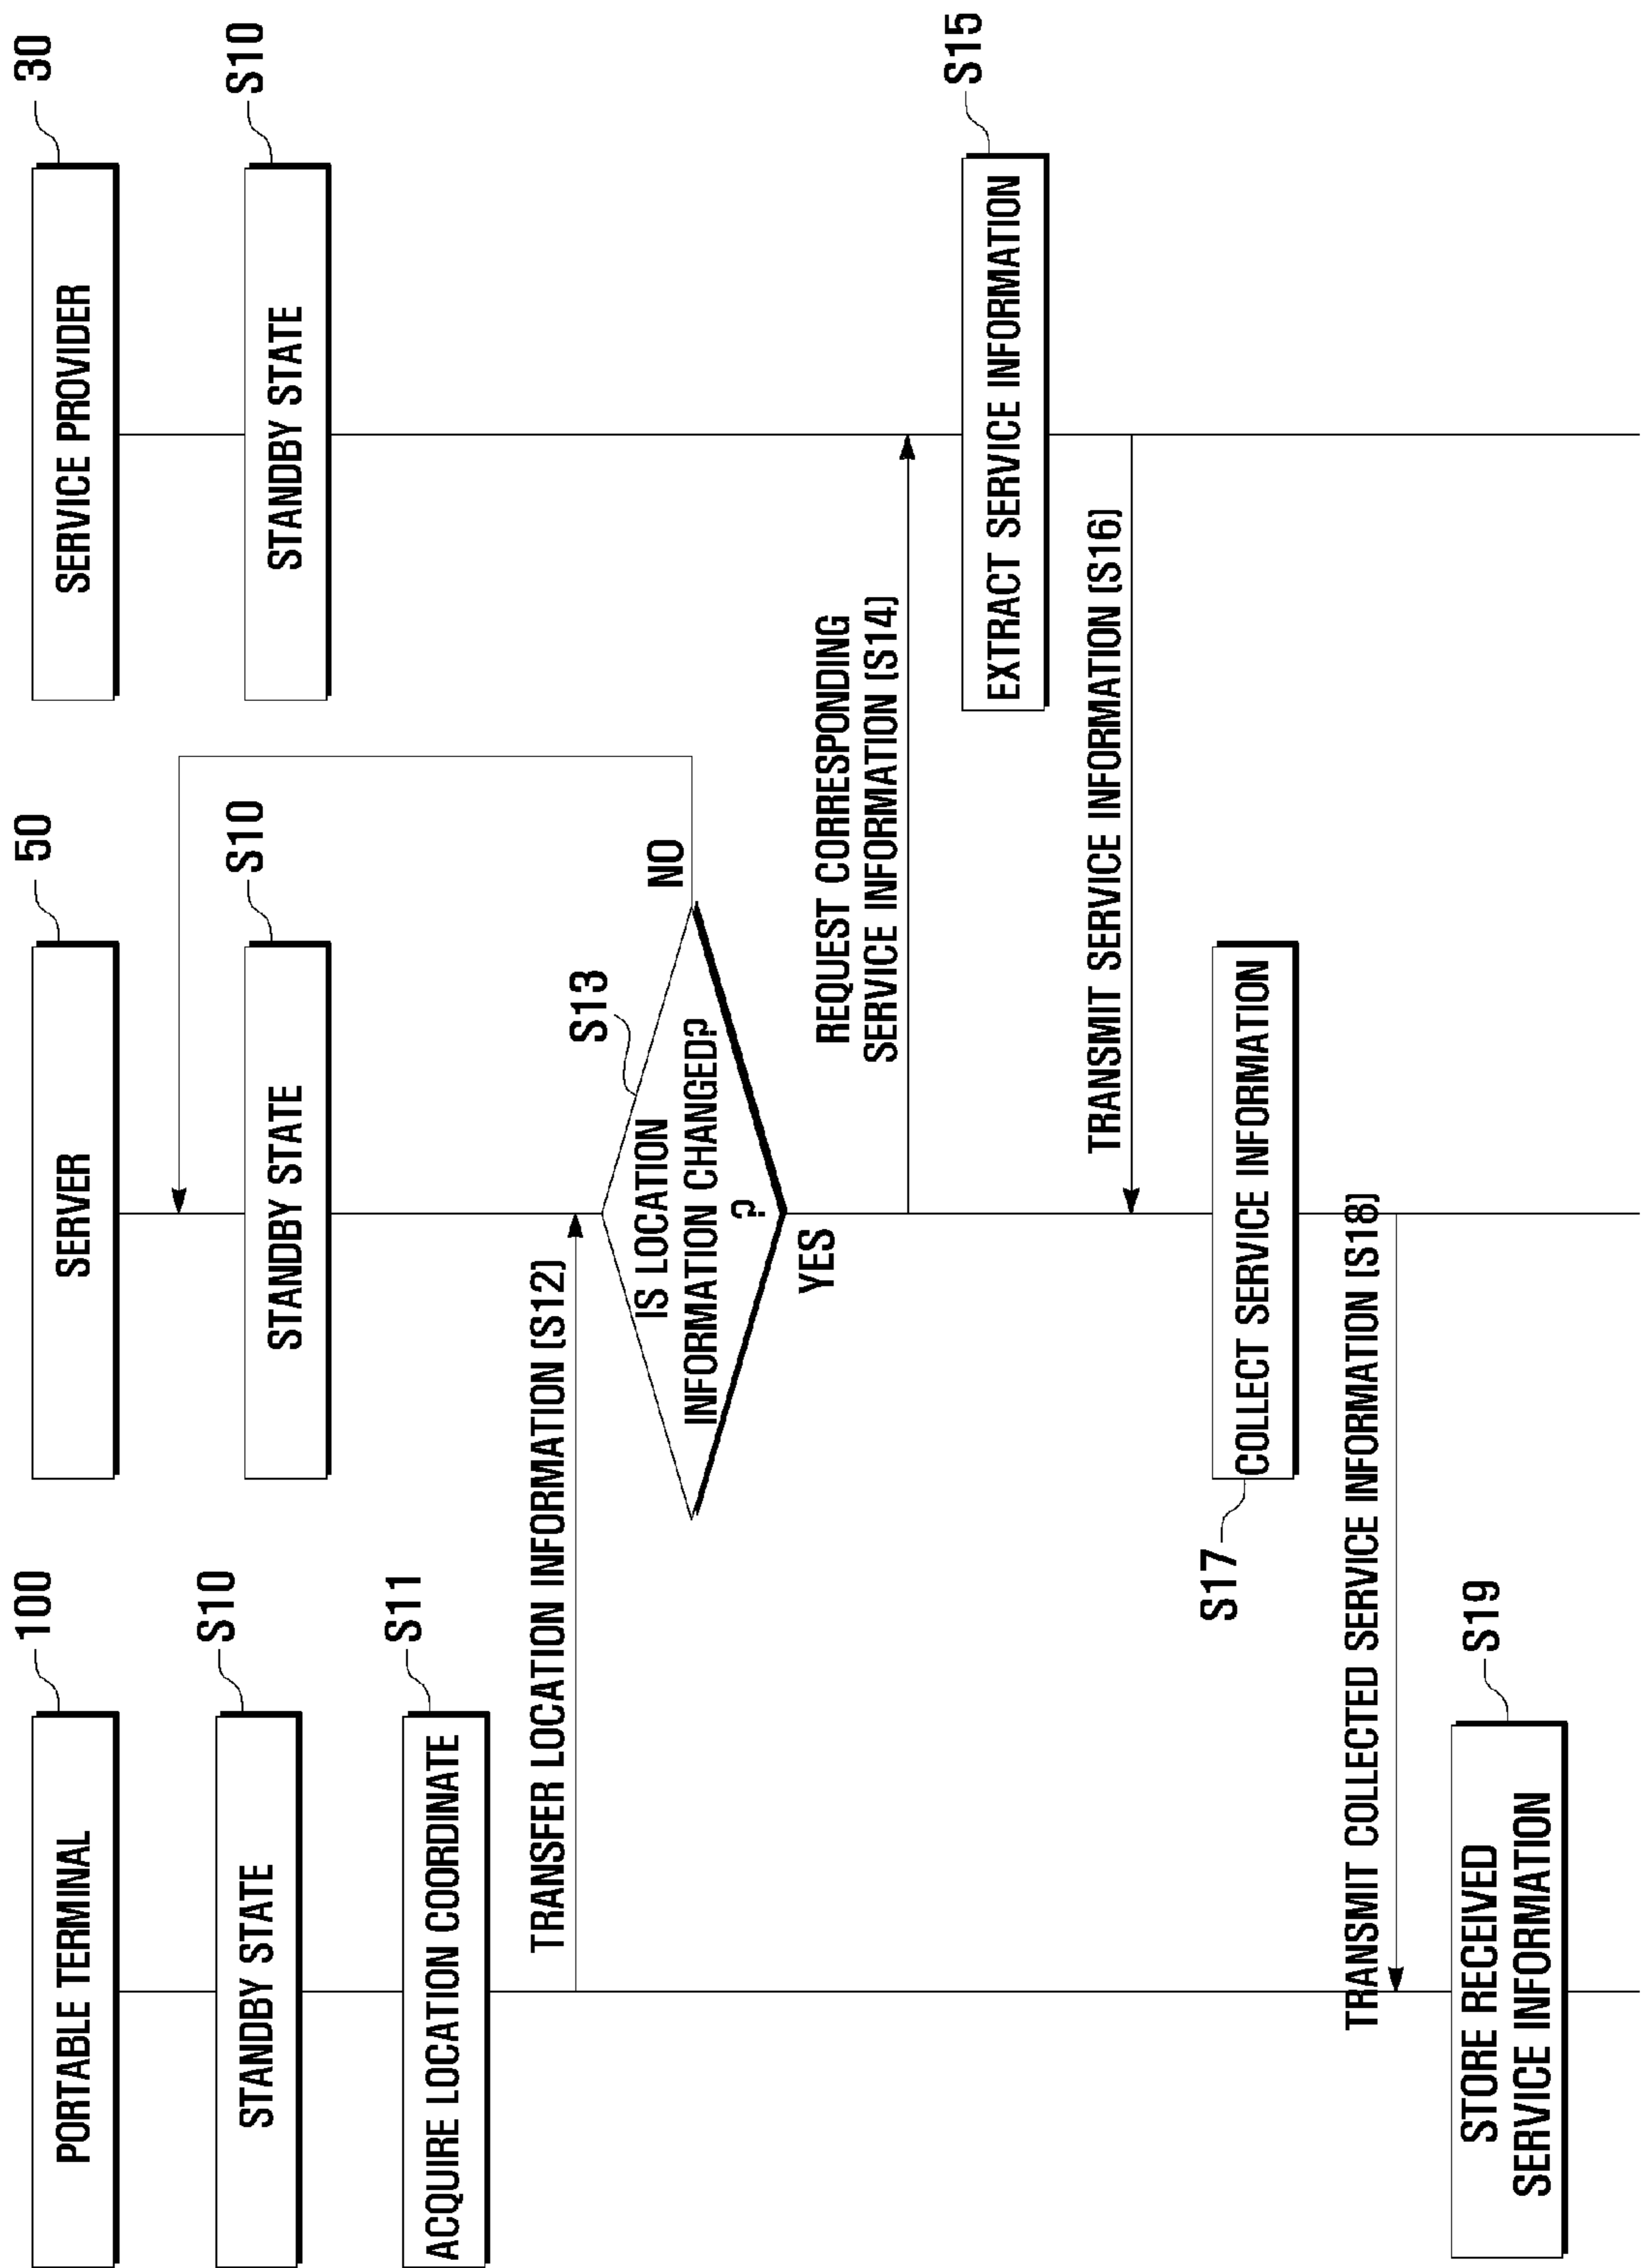 100
50
30
PORTABLE TERMINAL
SERVER
SERVICE PROVIDER
S10
S10
S10
STANDBY STATE
STANDBY STATE
STANDBY STATE
S11
ACQUIRE LOCATION COORDINATE
TRANSFER LOCATION INFORMATION (S12)
S13
IS LOCATION
INFORMATION CHANGED?
?
NO
YES
REQUEST CORRESPONDING
SERVICE INFORMATION (S14)
S15
EXTRACT SERVICE INFORMATION
TRANSMIT SERVICE INFORMATION (S16)
S17
COLLECT SERVICE INFORMATION
TRANSMIT COLLECTED SERVICE INFORMATION (S18)
S19
STORE RECEIVED
SERVICE INFORMATION